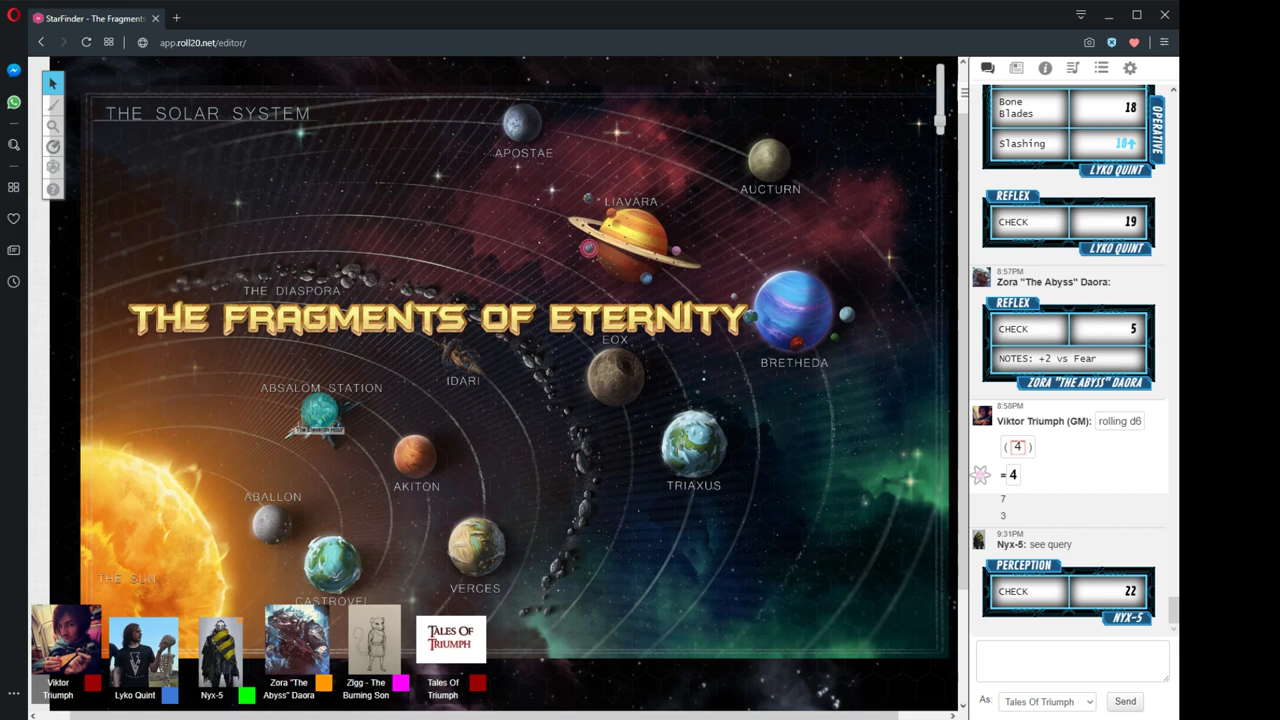 StarFinder - The Fragments
app.roll20.net/editor/
THE SOLAR SYSTEM
APOSTAE
AUCTURN
LIAVARA
THE DIASPORA
THE FRAGMENTS OF ETERNITY
EOX
BRETHEDA
IDARI
ABSALOM STATION
The Eleventh Hour
AKITON
TRIAXUS
ABALLON
VERCES
THE SUN
CASTROVEL
Viktor
Triumph
Lyko Quint
Nyx-5
Zora "The
Abyss" Daora
Zigg - The
Burning Son
TALES OF
TRIUMPH
Tales Of
Triumph
Bone
Blades
18
Slashing
10↑
OPERATIVE
LYKO QUINT
REFLEX
CHECK
19
LYKO QUINT
8:57PM
Zora "The Abyss" Daora:
REFLEX
CHECK
5
NOTES: +2 vs Fear
ZORA "THE ABYSS" DAORA
8:58PM
Viktor Triumph (GM): rolling d6
(4)
=4
7
3
9:31PM
Nyx-5: see query
PERCEPTION
CHECK
22
NYX-5
As:
Tales Of Triumph
Send